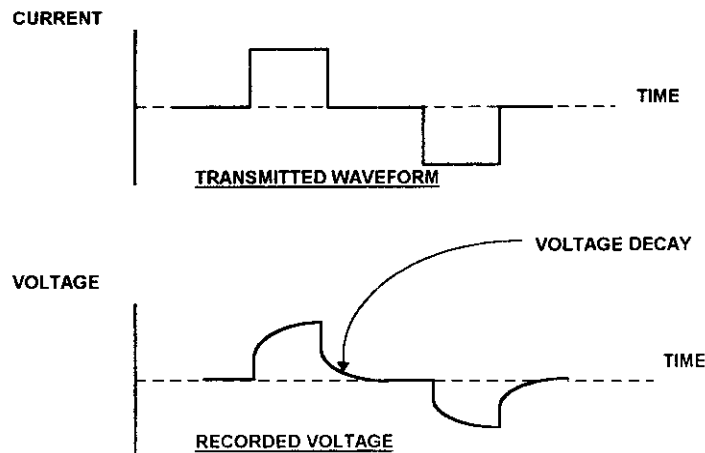 CURRENT
TIME
TRANSMITTED WAVEFORM
VOLTAGE DECAY
VOLTAGE
TIME
RECORDED VOLTAGE